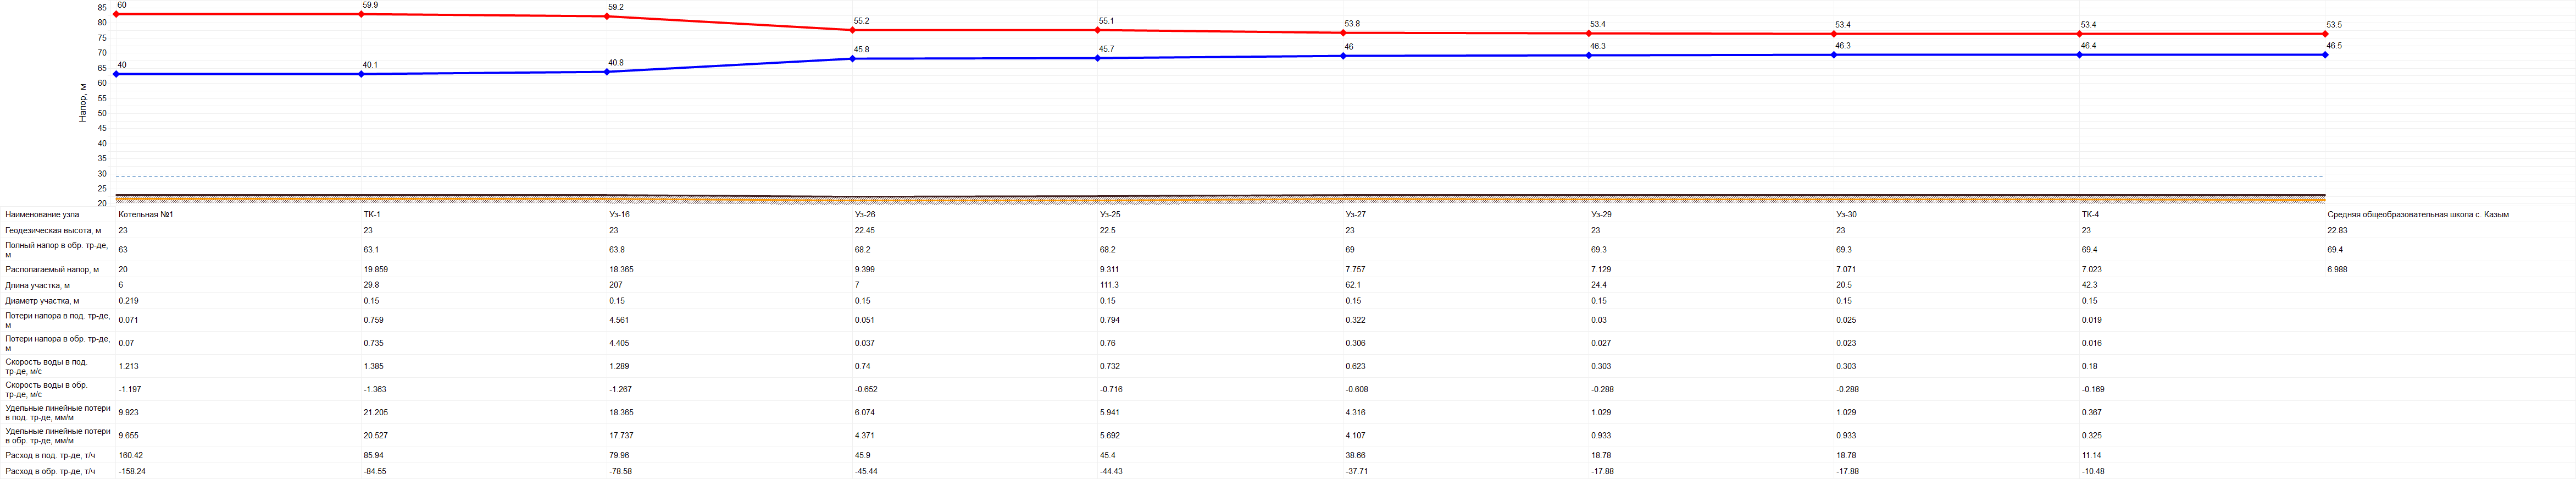 85
80
75
70
65
60
55
50
45
40
35
30
25
20
Напор, м
60 59.9 59.2 55.2 55.1 53.8 53.4 53.4 53.4 53.5
40 40.1 40.8 45.8 45.7 46 46.3 46.3 46.4 46.5
Наименование узла Котельная №1 ТК-1 Уз-16 Уз-26 Уз-25 Уз-27 Уз-29 Уз-30 ТК-4 Средняя общеобразовательная школа с. Казым
Геодезическая высота, м 23 23 23 22.45 22.5 23 23 23 23 22.83
Полный напор в обр. тр-де,
м 63 63.1 63.8 68.2 68.2 69 69.3 69.3 69.4 69.4
Располагаемый напор, м 20 19.859 18.365 9.399 9.311 7.757 7.129 7.071 7.023 6.988
Длина участка, м 6 29.8 207 7 111.3 62.1 24.4 20.5 42.3
Диаметр участка, м 0.219 0.15 0.15 0.15 0.15 0.15 0.15 0.15 0.15
Потери напора в под. тр-де,
м 0.071 0.759 4.561 0.051 0.794 0.322 0.03 0.025 0.019
Потери напора в обр. тр-де,
м 0.07 0.735 4.405 0.037 0.76 0.306 0.027 0.023 0.016
Скорость воды в под.
тр-де, м/с 1.213 1.385 1.289 0.74 0.732 0.623 0.303 0.303 0.18
Скорость воды в обр.
тр-де, м/с -1.197 -1.363 -1.267 -0.652 -0.716 -0.608 -0.288 -0.288 -0.169
Удельные линейные потери
в под. тр-де, мм/м 9.923 21.205 18.365 6.074 5.941 4.316 1.029 1.029 0.367
Удельные линейные потери
в обр. тр-де, мм/м 9.655 20.527 17.737 4.371 5.692 4.107 0.933 0.933 0.325
Расход в под. тр-де, т/ч 160.42 85.94 79.96 45.9 45.4 38.66 18.78 18.78 11.14
Расход в обр. тр-де, т/ч -158.24 -84.55 -78.58 -45.44 -44.43 -37.71 -17.88 -17.88 -10.48